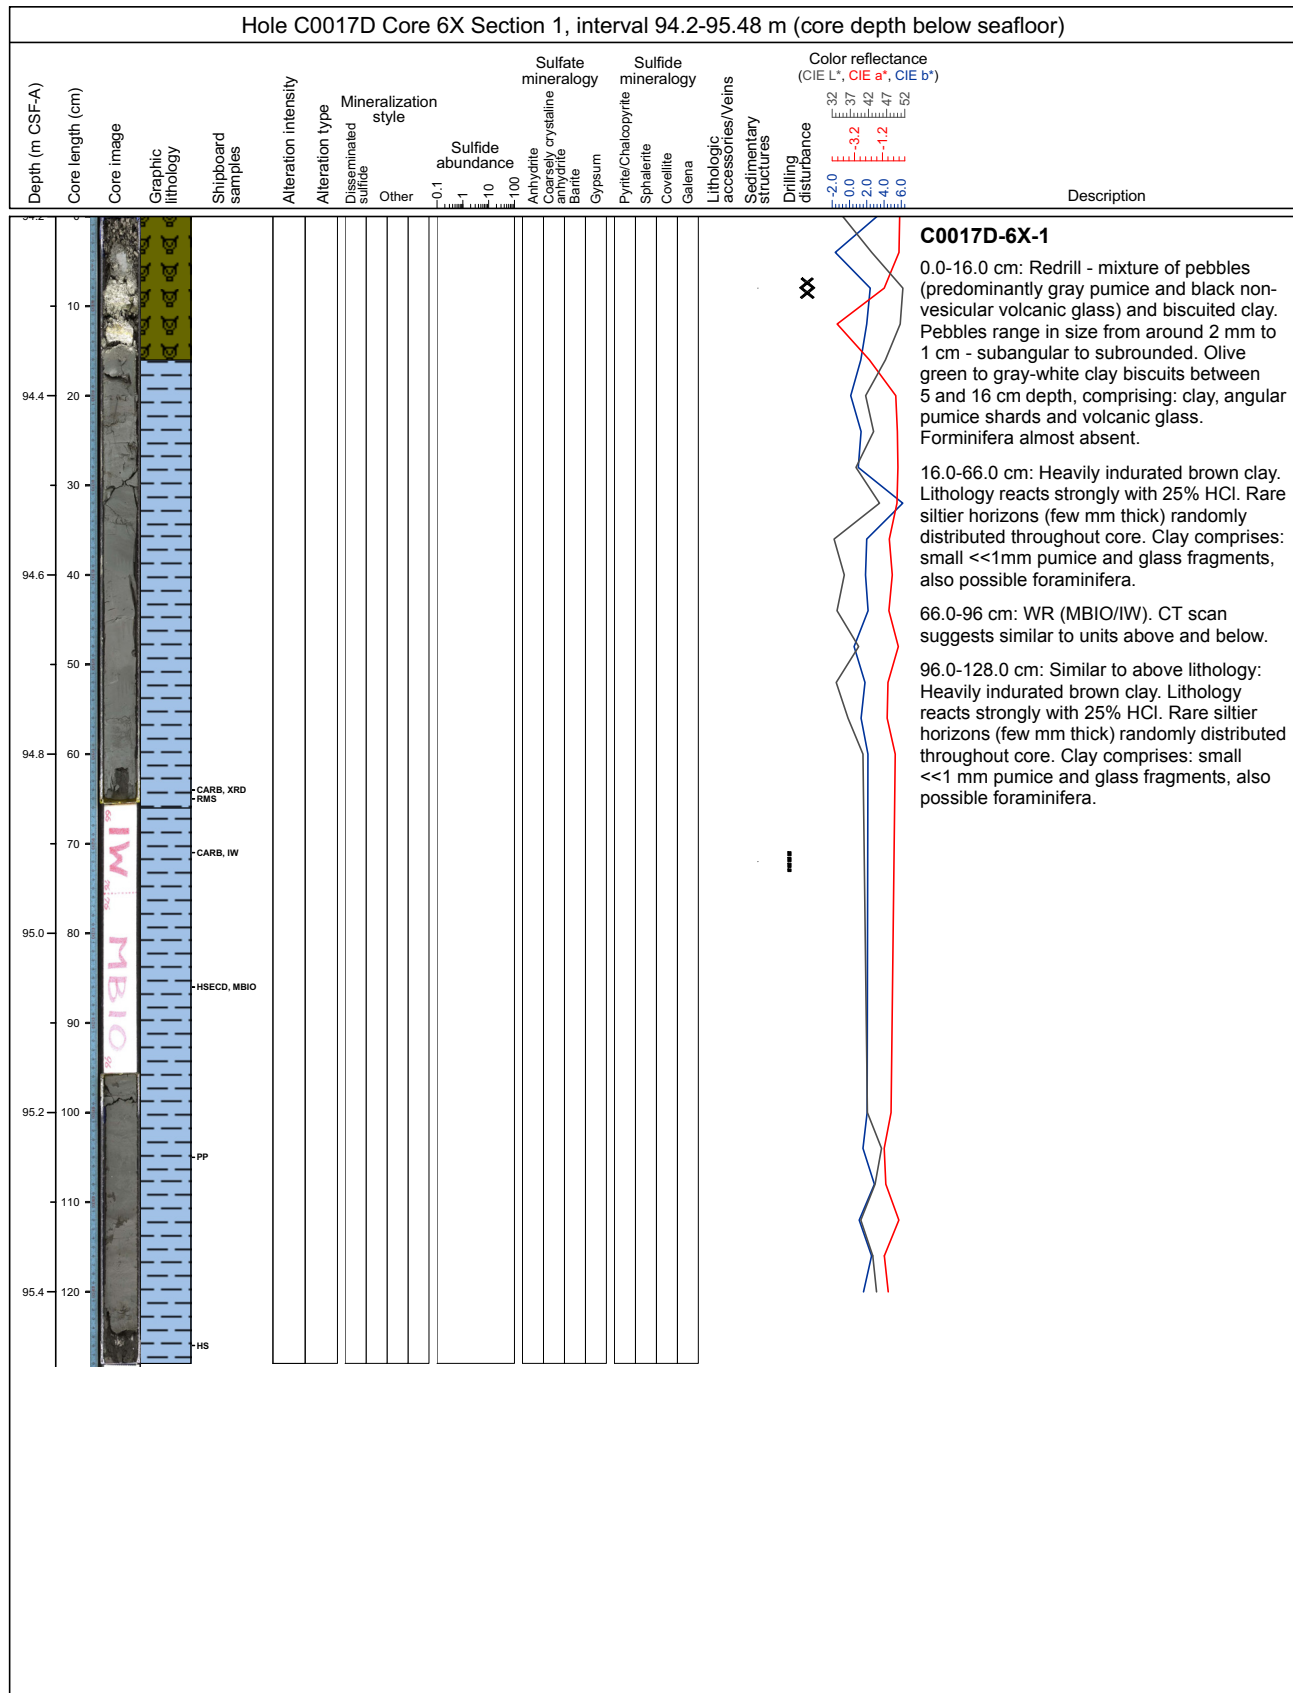 Hole C0017D Core 6X Section 1, interval 94.2-95.48 m (core depth below seafloor)
Depth (m CSF-A)
Core length (cm)
Core image
Graphic
lithology
Shipboard
samples
Alteration intensity
Alteration type
Mineralization
style
Disseminated
sulfide
Other
Sulfide
abundance
0.1
1
10
100
Sulfate
mineralogy
Anhydrite
Coarsely crystaline
anhydrite
Barite
Gypsum
Sulfide
mineralogy
Pyrite/Chalcopyrite
Sphalerite
Covellite
Galena
Lithologic
accessories/Veins
Sedimentary
structures
Drilling
disturbance
Color reflectance
(CIE L*, CIE a*, CIE b*)
32 37 42 47 52
-3.2 -1.2
-2.0 0.0 2.0 4.0 6.0
Description
94.2
0
10
94.4
20
30
94.6
40
50
94.8
60
70
95.0
80
90
95.2
100
110
95.4
120
66
IW
76
76
MBIO
96
CARB, XRD
RMS
CARB, IW
HSECD, MBIO
PP
HS
C0017D-6X-1
0.0-16.0 cm: Redrill - mixture of pebbles
(predominantly gray pumice and black non-
vesicular volcanic glass) and biscuited clay.
Pebbles range in size from around 2 mm to
1 cm - subangular to subrounded. Olive
green to gray-white clay biscuits between
5 and 16 cm depth, comprising: clay, angular
pumice shards and volcanic glass.
Forminifera almost absent.
16.0-66.0 cm: Heavily indurated brown clay.
Lithology reacts strongly with 25% HCl. Rare
siltier horizons (few mm thick) randomly
distributed throughout core. Clay comprises:
small <<1mm pumice and glass fragments,
also possible foraminifera.
66.0-96 cm: WR (MBIO/IW). CT scan
suggests similar to units above and below.
96.0-128.0 cm: Similar to above lithology:
Heavily indurated brown clay. Lithology
reacts strongly with 25% HCl. Rare siltier
horizons (few mm thick) randomly distributed
throughout core. Clay comprises: small
<<1 mm pumice and glass fragments, also
possible foraminifera.